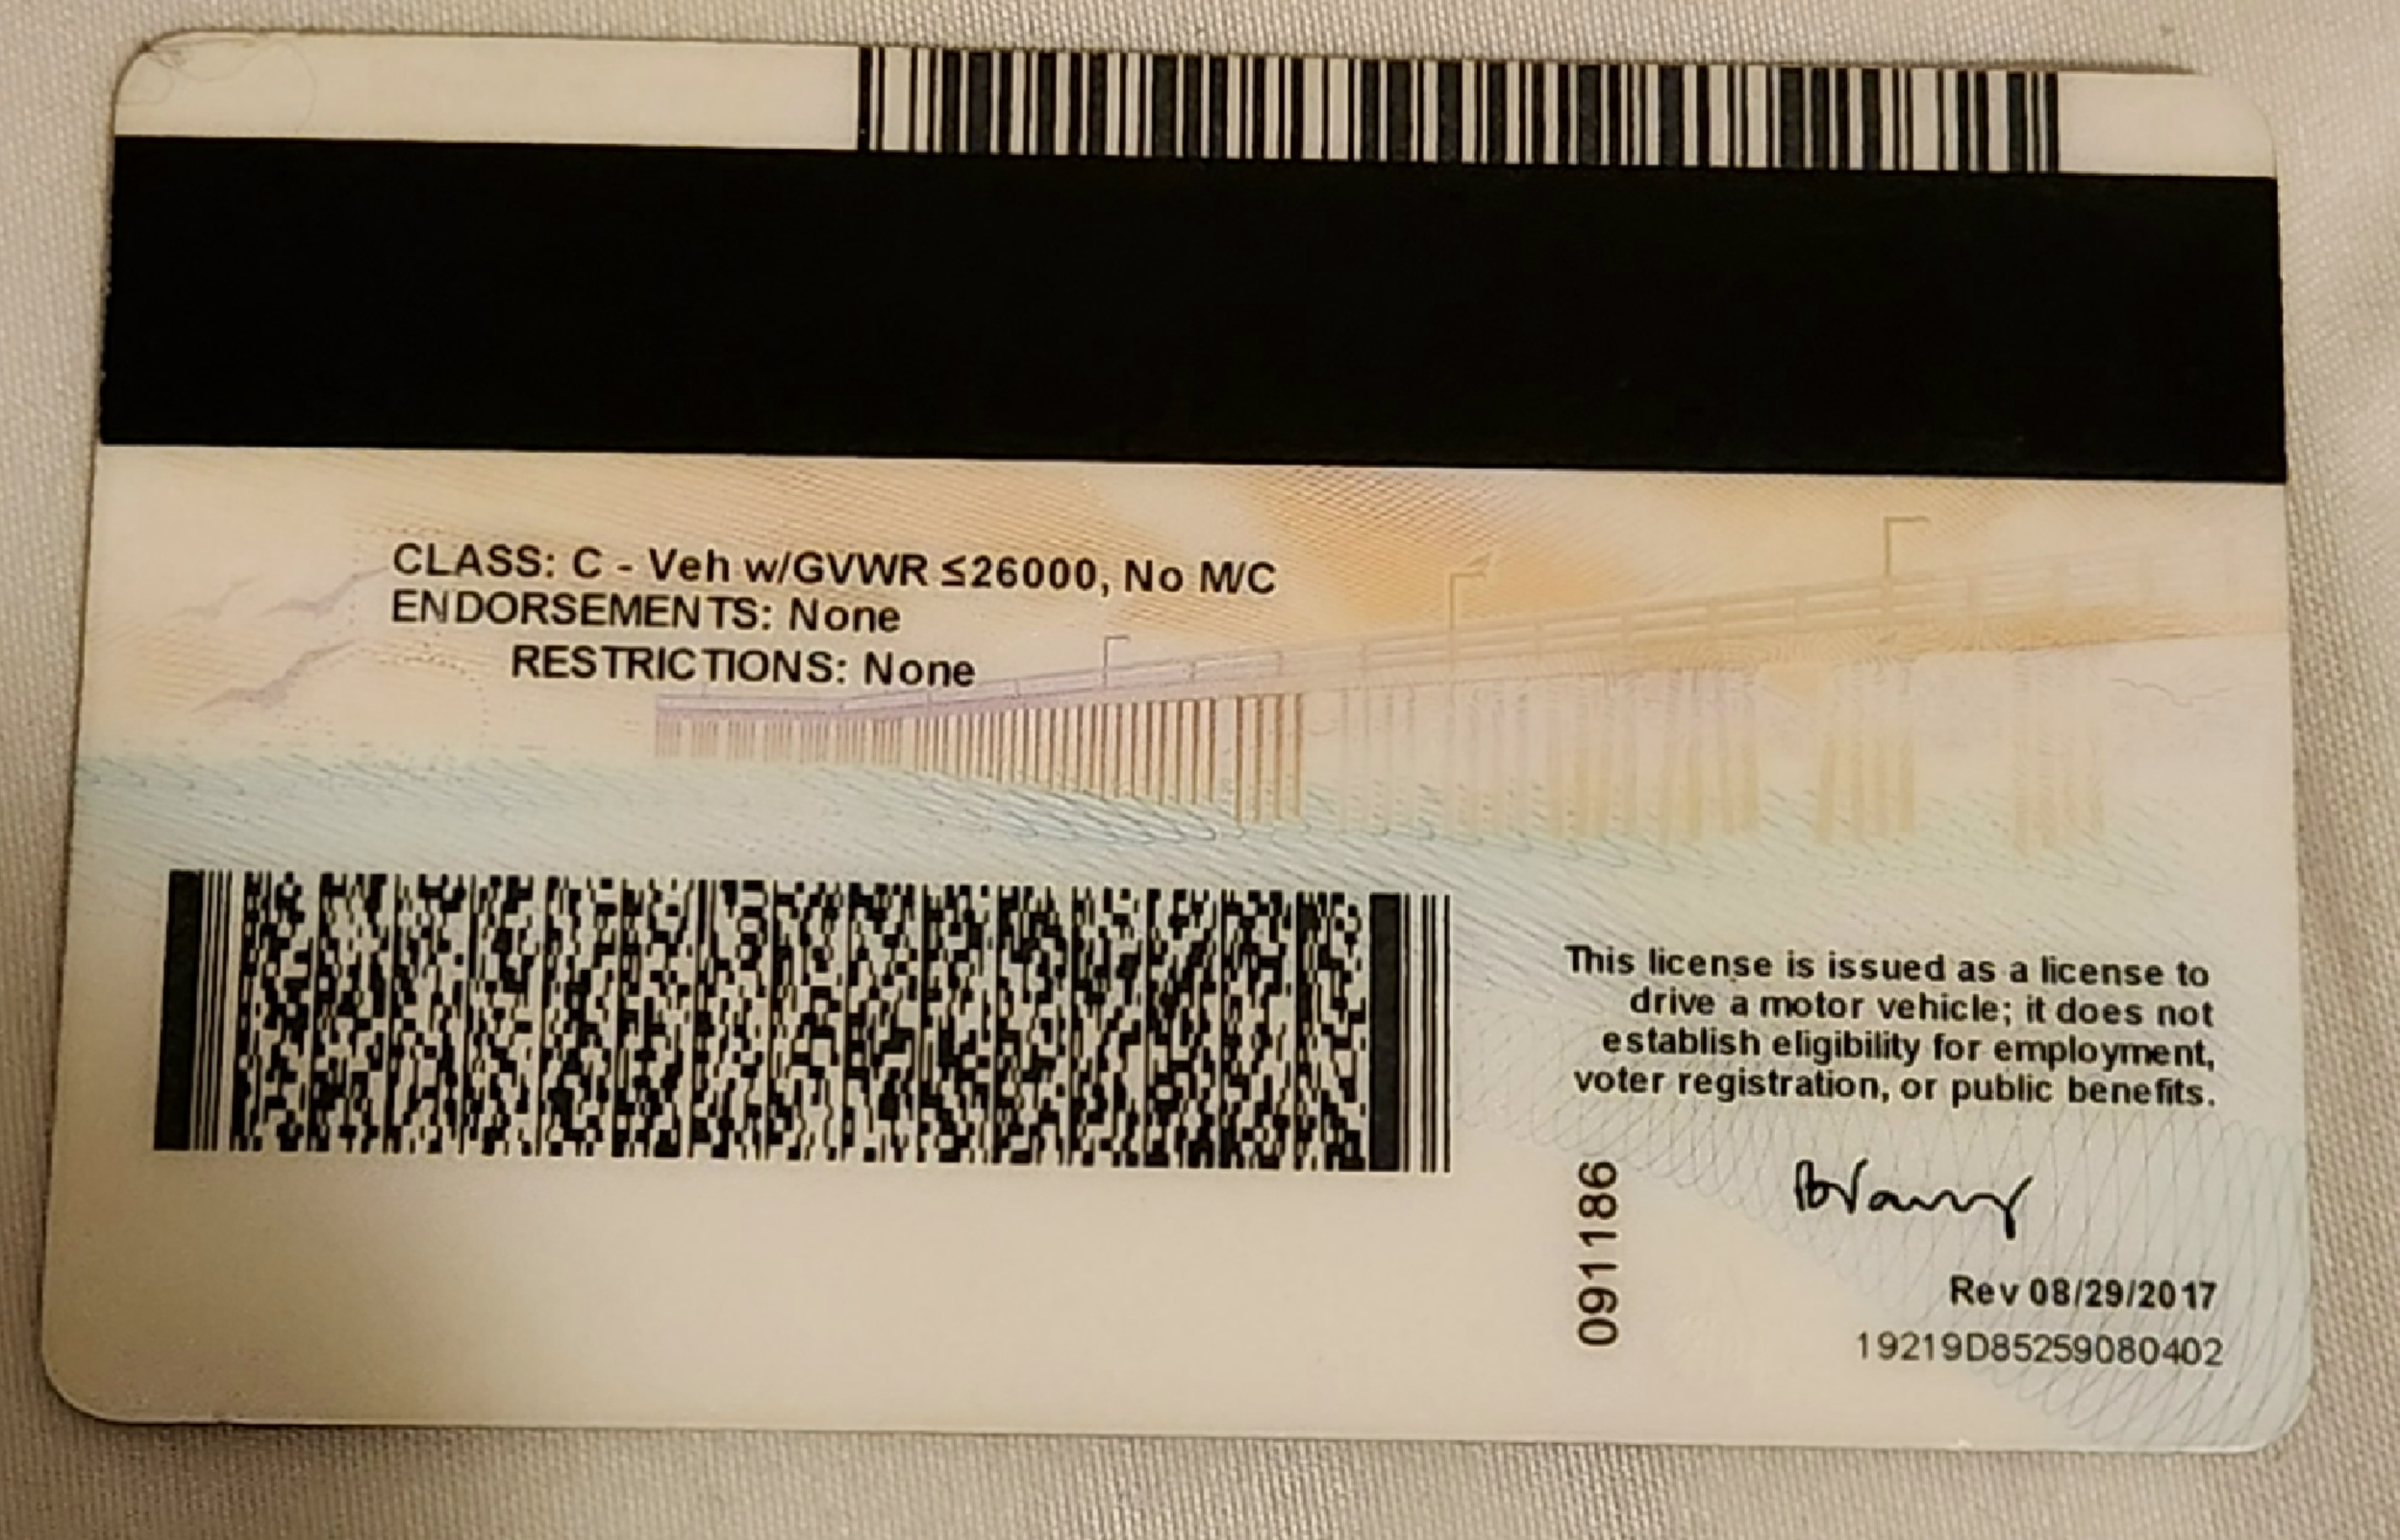 CLASS: C - Veh w/GVWR ≤26000, No M/C
ENDORSEMENTS: None
RESTRICTIONS: None
This license is issued as a license to
drive a motor vehicle; it does not
establish eligibility for employment,
voter registration, or public benefits.
091186
Rev 08/29/2017
19219D85259080402